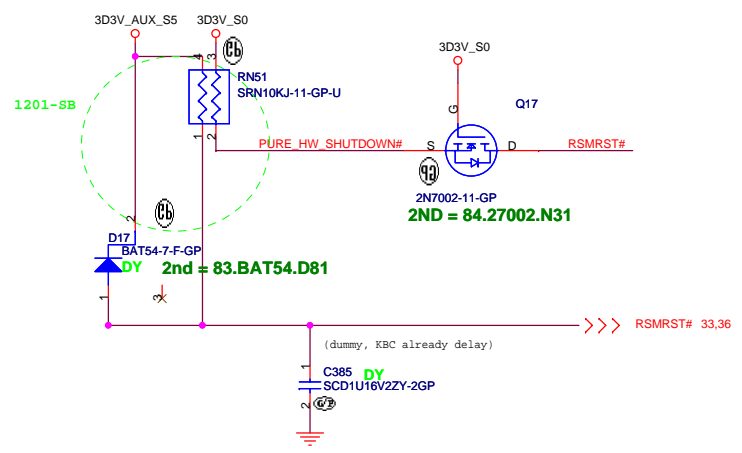 3D3V_AUX_S5
3D3V_S0
3D3V_S0
4
3
RN51
SRN10KJ-11-GP-U
1201-SB
G
Q17
1
2
PURE_HW_SHUTDOWN#
S
D
RSMRST#
2N7002-11-GP
2ND = 84.27002.N31
2
D17
BAT54-7-F-GP
DY
2nd = 83.BAT54.D81
1
3
RSMRST# 33,36
(dummy, KBC already delay)
1
C385
DY
SCD1U16V2ZY-2GP
2
G/P